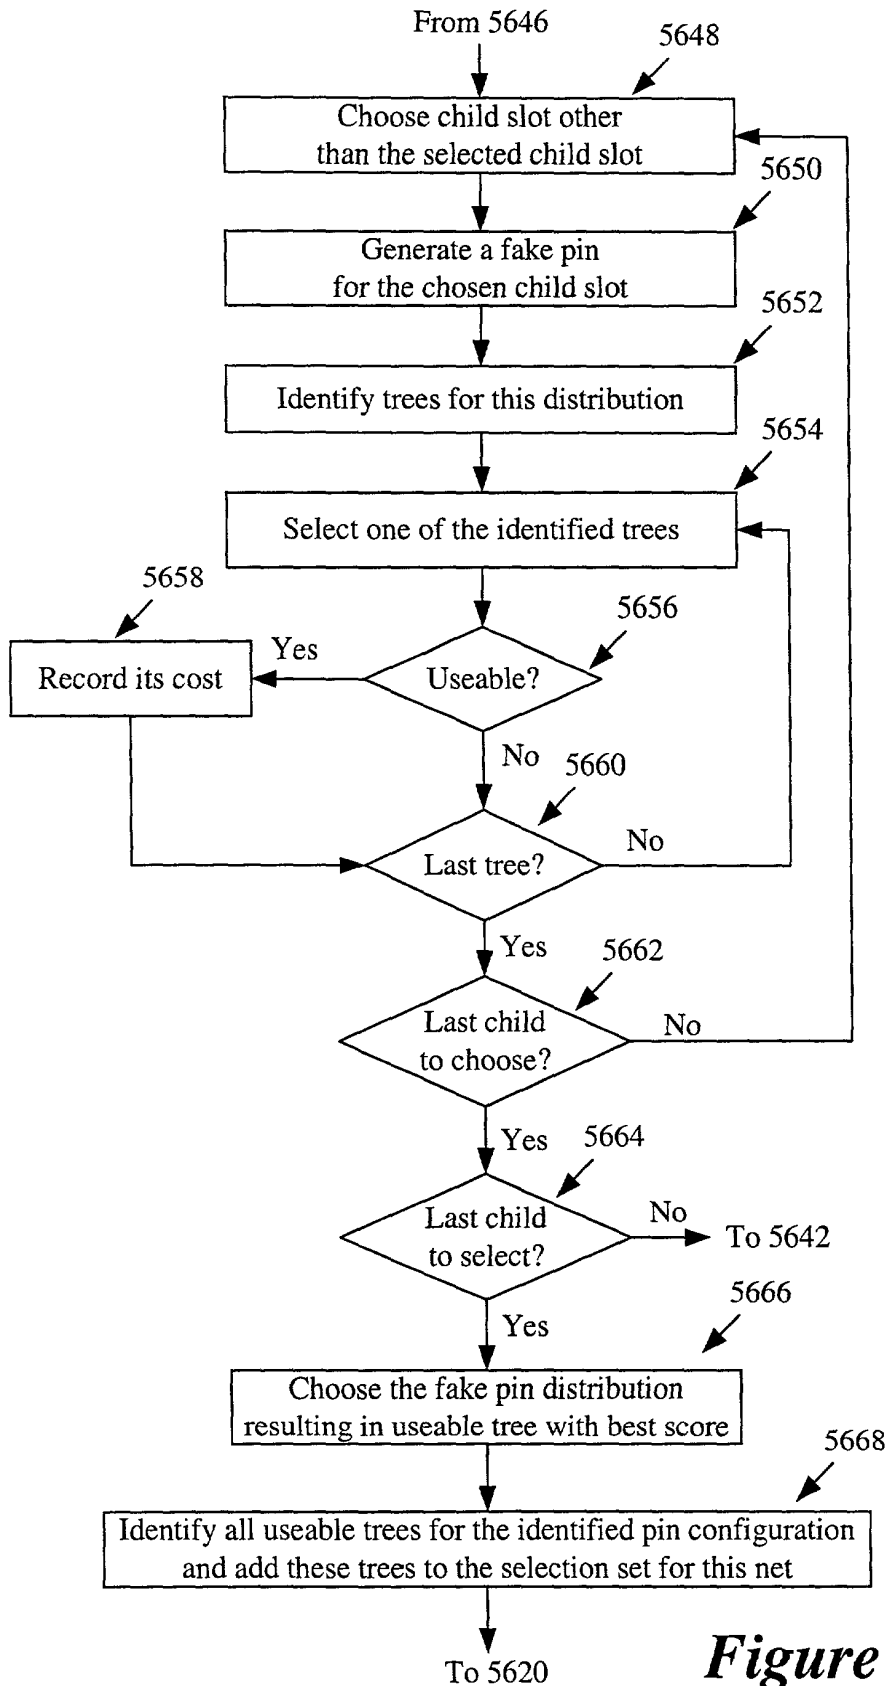 From 5646
5648
Choose child slot other
than the selected child slot
5650
Generate a fake pin
for the chosen child slot
5652
Identify trees for this distribution
5654
Select one of the identified trees
5658
5656
Yes
Record its cost
Useable?
No
5660
No
Last tree?
Yes
5662
Last child
to choose?
No
Yes
5664
Last child
to select?
No
To 5642
5666
Yes
Choose the fake pin distribution
resulting in useable tree with best score
5668
Identify all useable trees for the identified pin configuration
and add these trees to the selection set for this net
To 5620
Figure